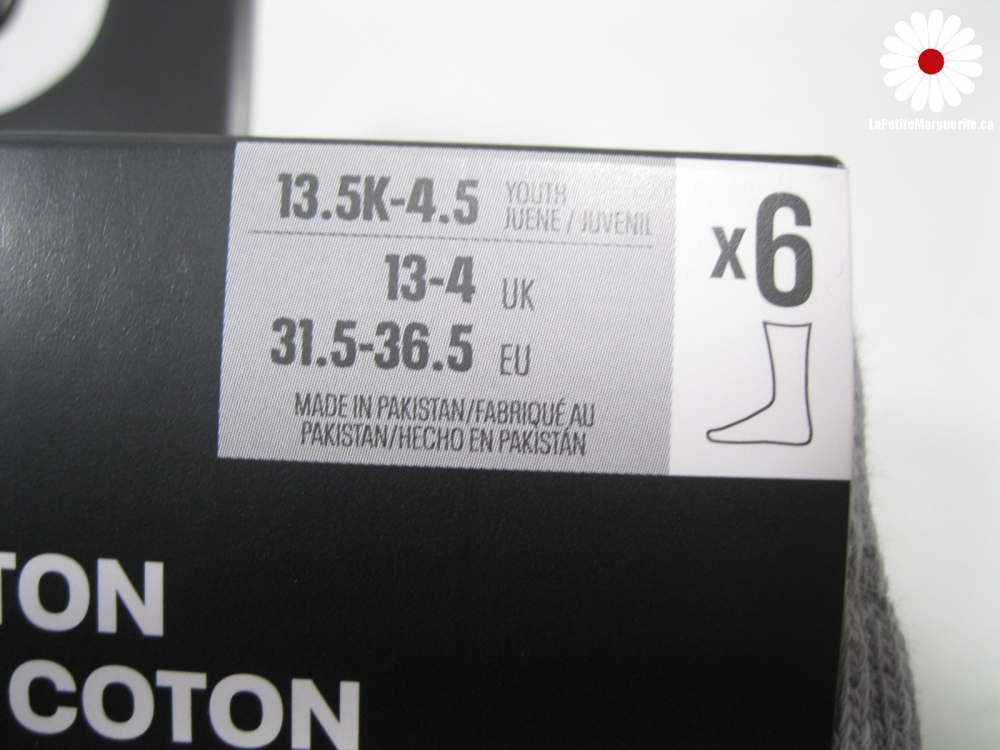 LaPetiteMarguerite.ca
13.5K-4.5 YOUTH
JUENE / JUVENIL
x6
13-4 UK
31.5-36.5 EU
MADE IN PAKISTAN/FABRIQUÉ AU
PAKISTAN/HECHO EN PAKISTÁN
TON
COTON